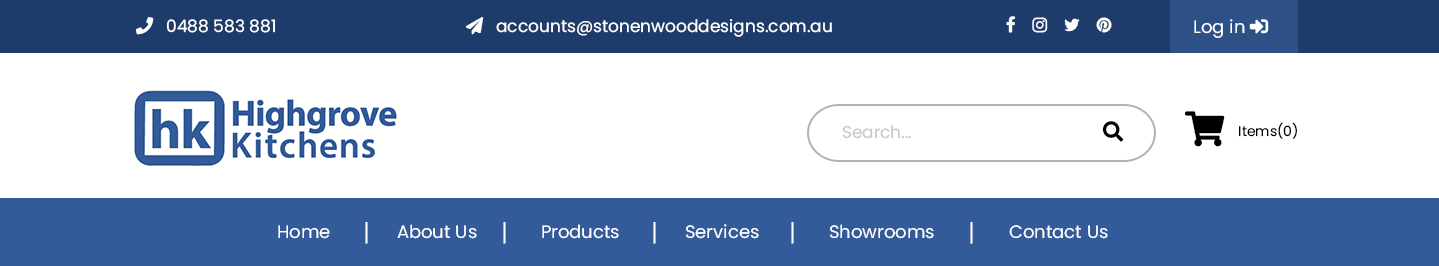 0488 583 881 accounts@stonenwooddesigns.com.au Log in
hk Highgrove
Kitchens
Search... Items(0)
Home | About Us | Products | Services | Showrooms | Contact Us